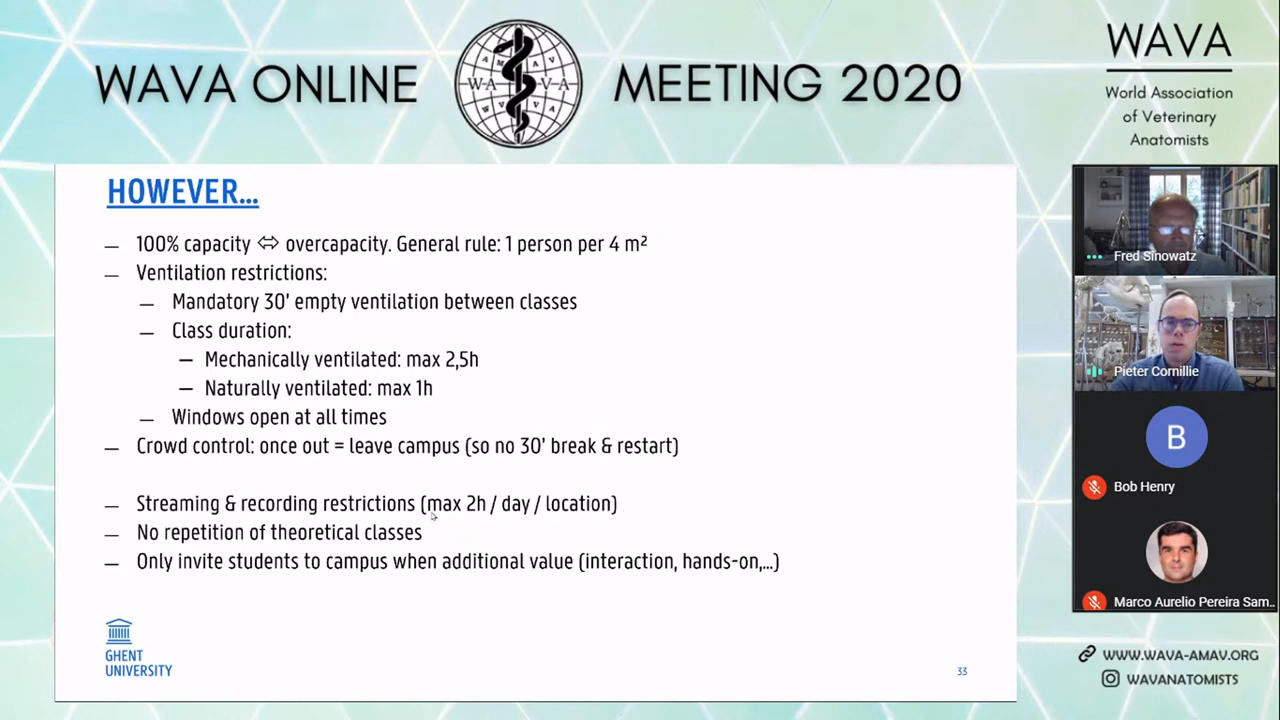 WAVA ONLINE MEETING 2020
WAVA
World Association
of Veterinary
Anatomists
HOWEVER...
— 100% capacity ⇔ overcapacity. General rule: 1 person per 4 m²
— Ventilation restrictions:
— Mandatory 30' empty ventilation between classes
— Class duration:
— Mechanically ventilated: max 2,5h
— Naturally ventilated: max 1h
— Windows open at all times
— Crowd control: once out = leave campus (so no 30' break & restart)
— Streaming & recording restrictions (max 2h / day / location)
— No repetition of theoretical classes
— Only invite students to campus when additional value (interaction, hands-on,...)
GHENT
UNIVERSITY
33
Fred Sinowatz
Pieter Cornillie
B
Bob Henry
Marco Aurelio Pereira Sam..
WWW.WAVA-AMAV.ORG
WAVANATOMISTS